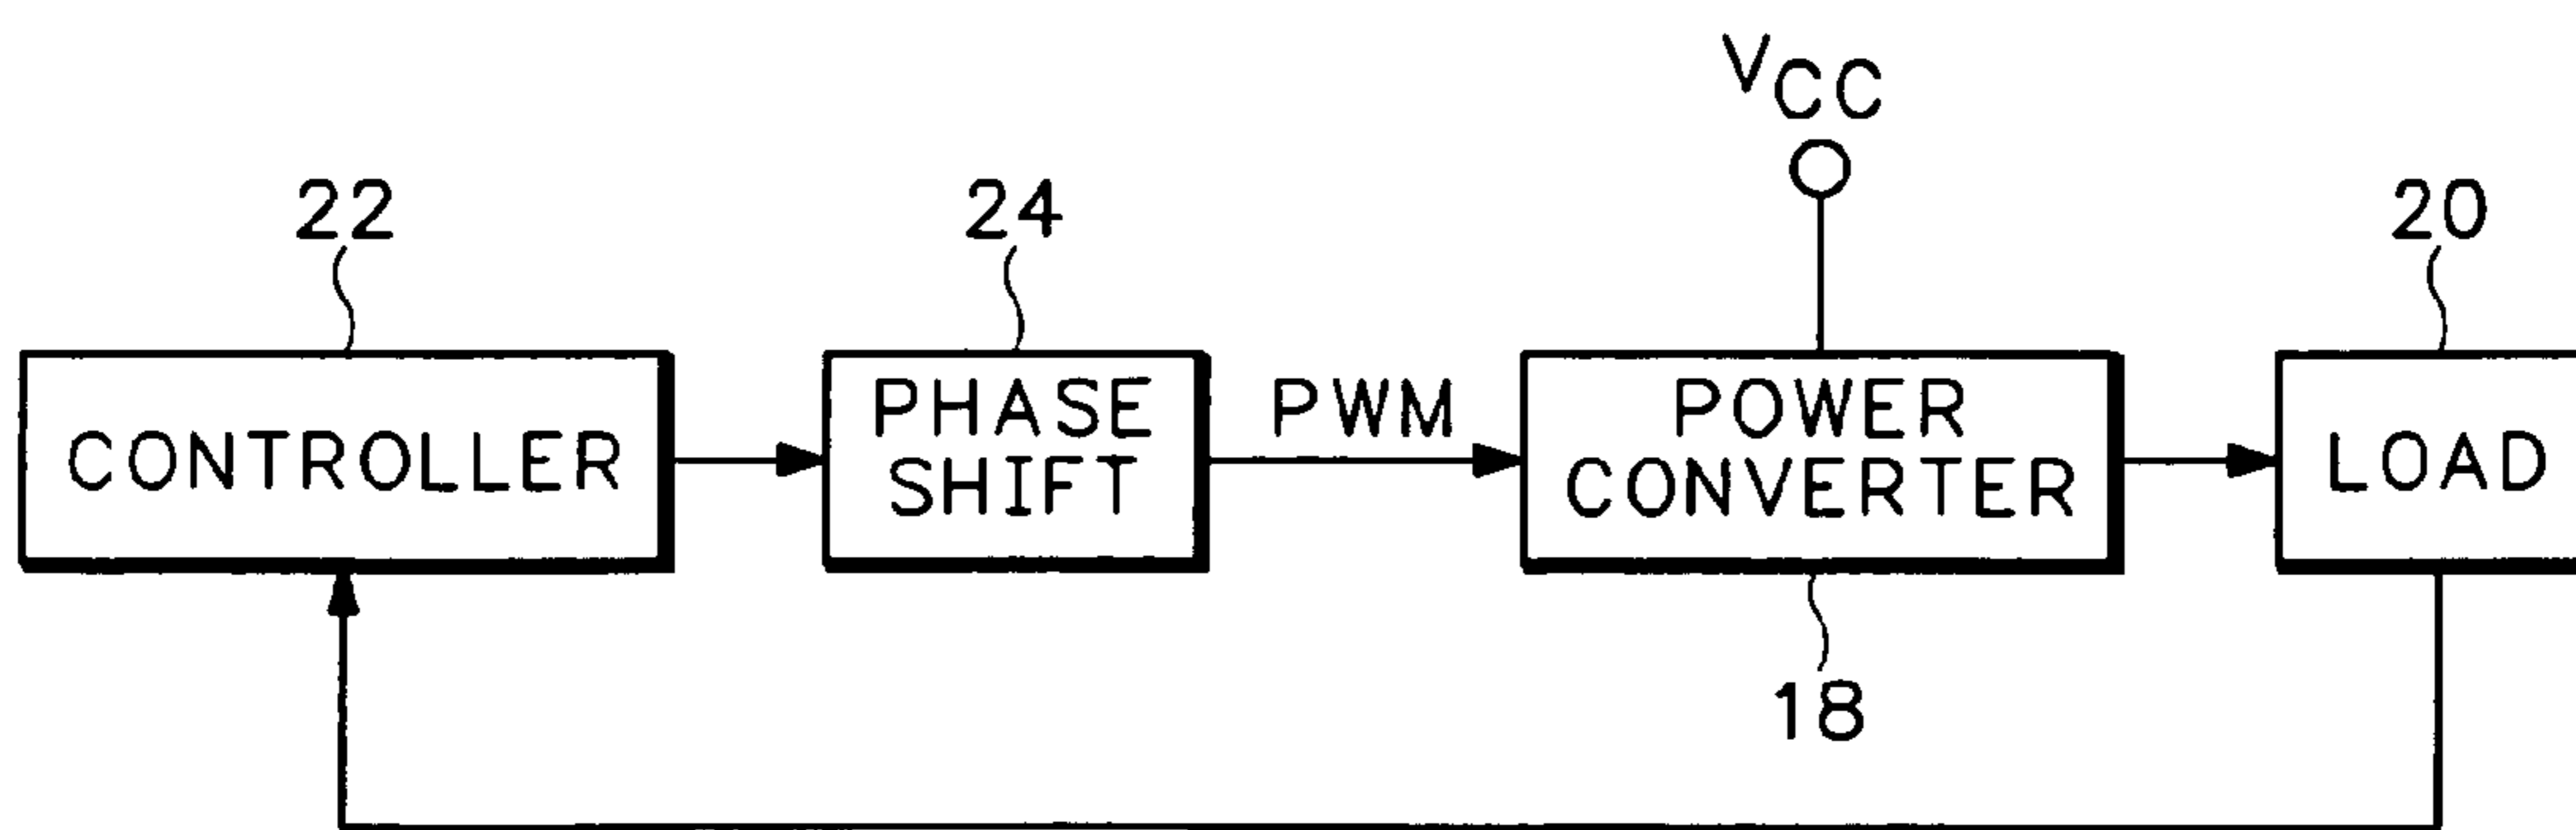 VCC
22
24
20
CONTROLLER
PHASE
SHIFT
PWM
POWER
CONVERTER
LOAD
18